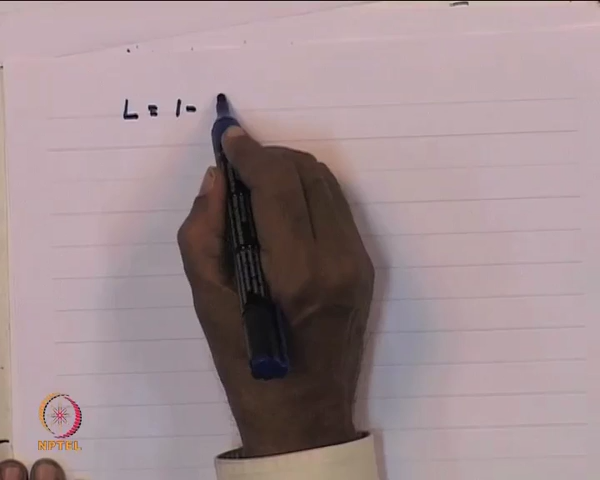 L = 1-
NPTEL